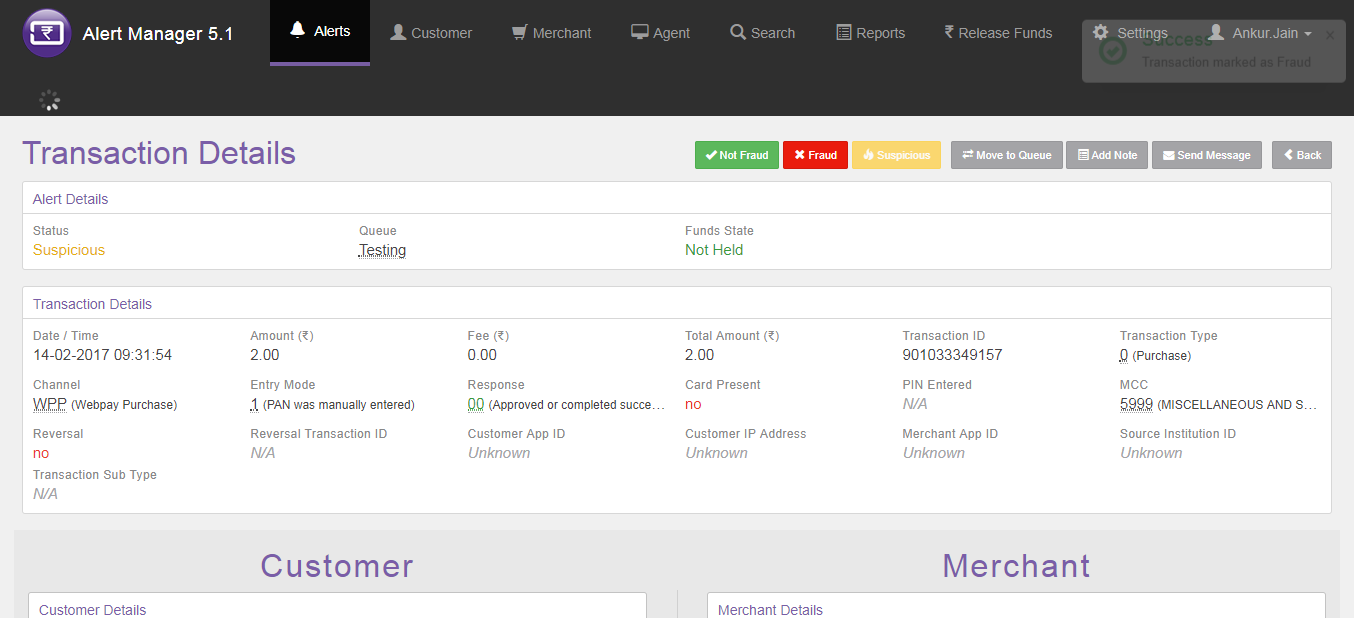 Alert Manager 5.1
Alerts
Customer
Merchant
Agent
Search
Reports
₹ Release Funds
Settings
Ankur.Jain
×
Success
Transaction marked as Fraud
Transaction Details
Not Fraud
Fraud
Suspicious
Move to Queue
Add Note
Send Message
Back
Alert Details
Status Queue Funds State
Suspicious Testing Not Held
Transaction Details
Date / Time Amount (₹) Fee (₹) Total Amount (₹) Transaction ID Transaction Type
14-02-2017 09:31:54 2.00 0.00 2.00 901033349157 0 (Purchase)
Channel Entry Mode Response Card Present PIN Entered MCC
WPP (Webpay Purchase) 1 (PAN was manually entered) 00 (Approved or completed succe... no N/A 5999 (MISCELLANEOUS AND S...
Reversal Reversal Transaction ID Customer App ID Customer IP Address Merchant App ID Source Institution ID
no N/A Unknown Unknown Unknown Unknown
Transaction Sub Type
N/A
Customer Merchant
Customer Details Merchant Details